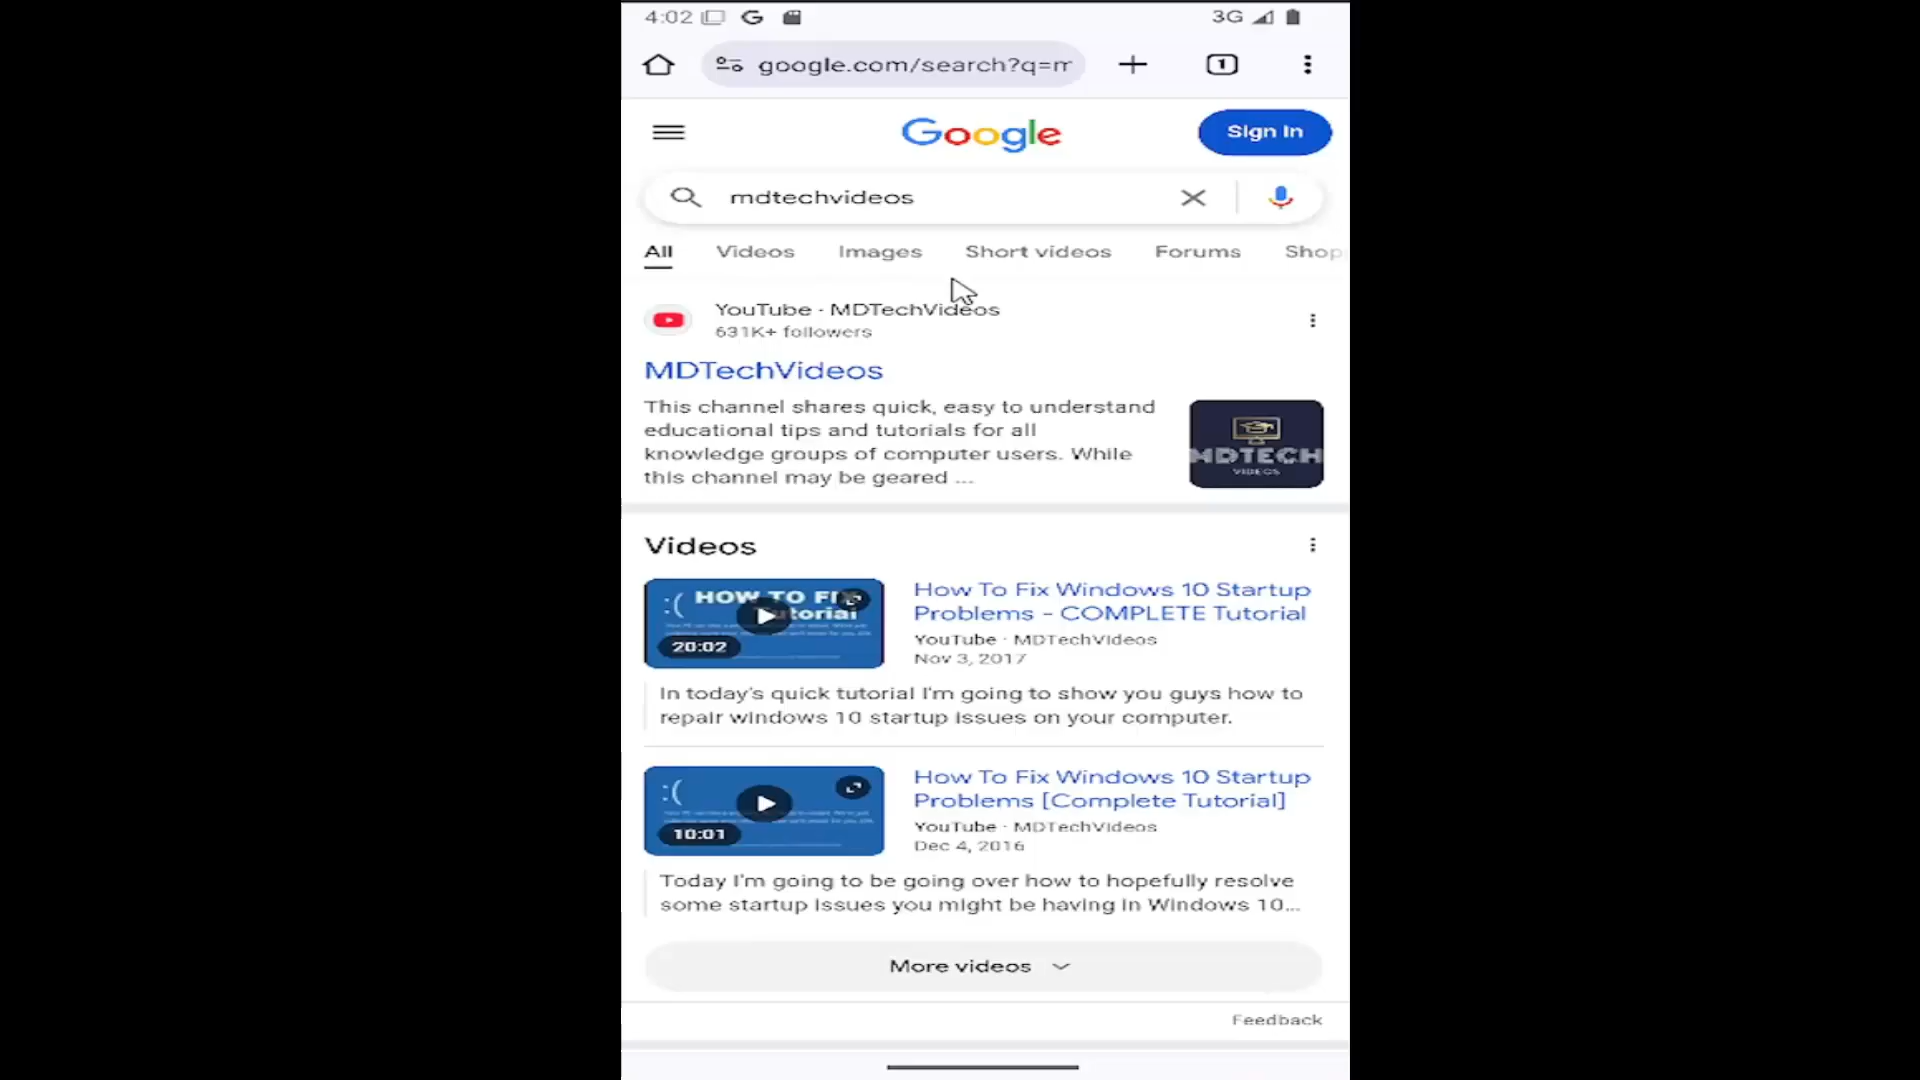 4:02
3G
google.com/search?q=m
1
Google
Sign in
mdtechvideos
All Videos Images Short videos Forums Shop
YouTube · MDTechVideos
631K+ followers
MDTechVideos
This channel shares quick, easy to understand
educational tips and tutorials for all
knowledge groups of computer users. While
this channel may be geared ...
MDTECH
VIDEOS
Videos
HOW TO FIX
Tutorial
:(
20:02
How To Fix Windows 10 Startup
Problems - COMPLETE Tutorial
YouTube · MDTechVideos
Nov 3, 2017
In today's quick tutorial I'm going to show you guys how to
repair windows 10 startup issues on your computer.
:(
10:01
How To Fix Windows 10 Startup
Problems [Complete Tutorial]
YouTube · MDTechVideos
Dec 4, 2016
Today I'm going to be going over how to hopefully resolve
some startup issues you might be having in Windows 10...
More videos
Feedback